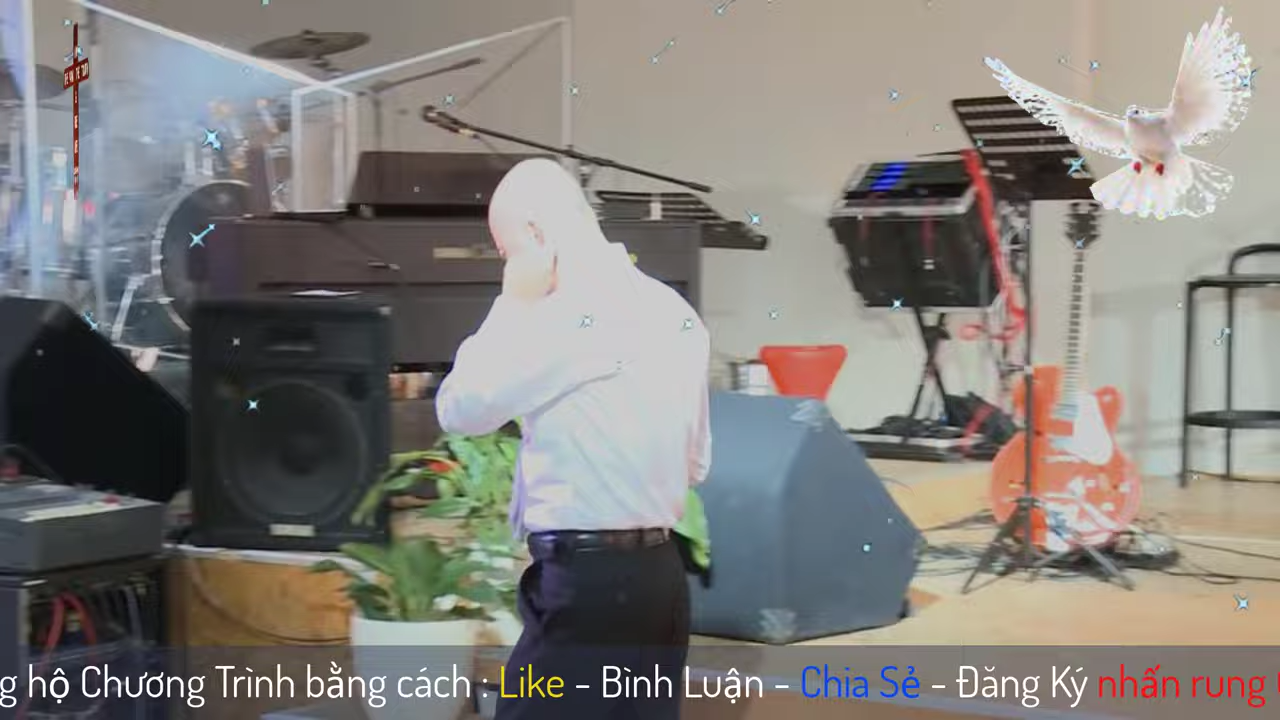 g hộ Chương Trình bằng cách : Like - Bình Luận - Chia Sẻ - Đăng Ký nhấn rung